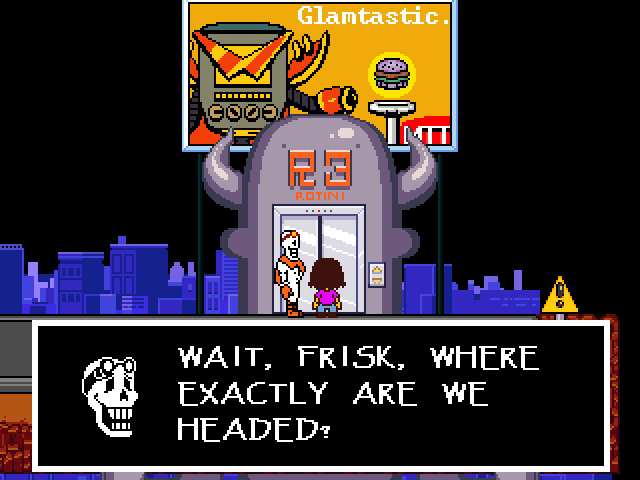 Glamtastic.
R3
ROTINI
WAIT, FRISK, WHERE
EXACTLY ARE WE
HEADED?